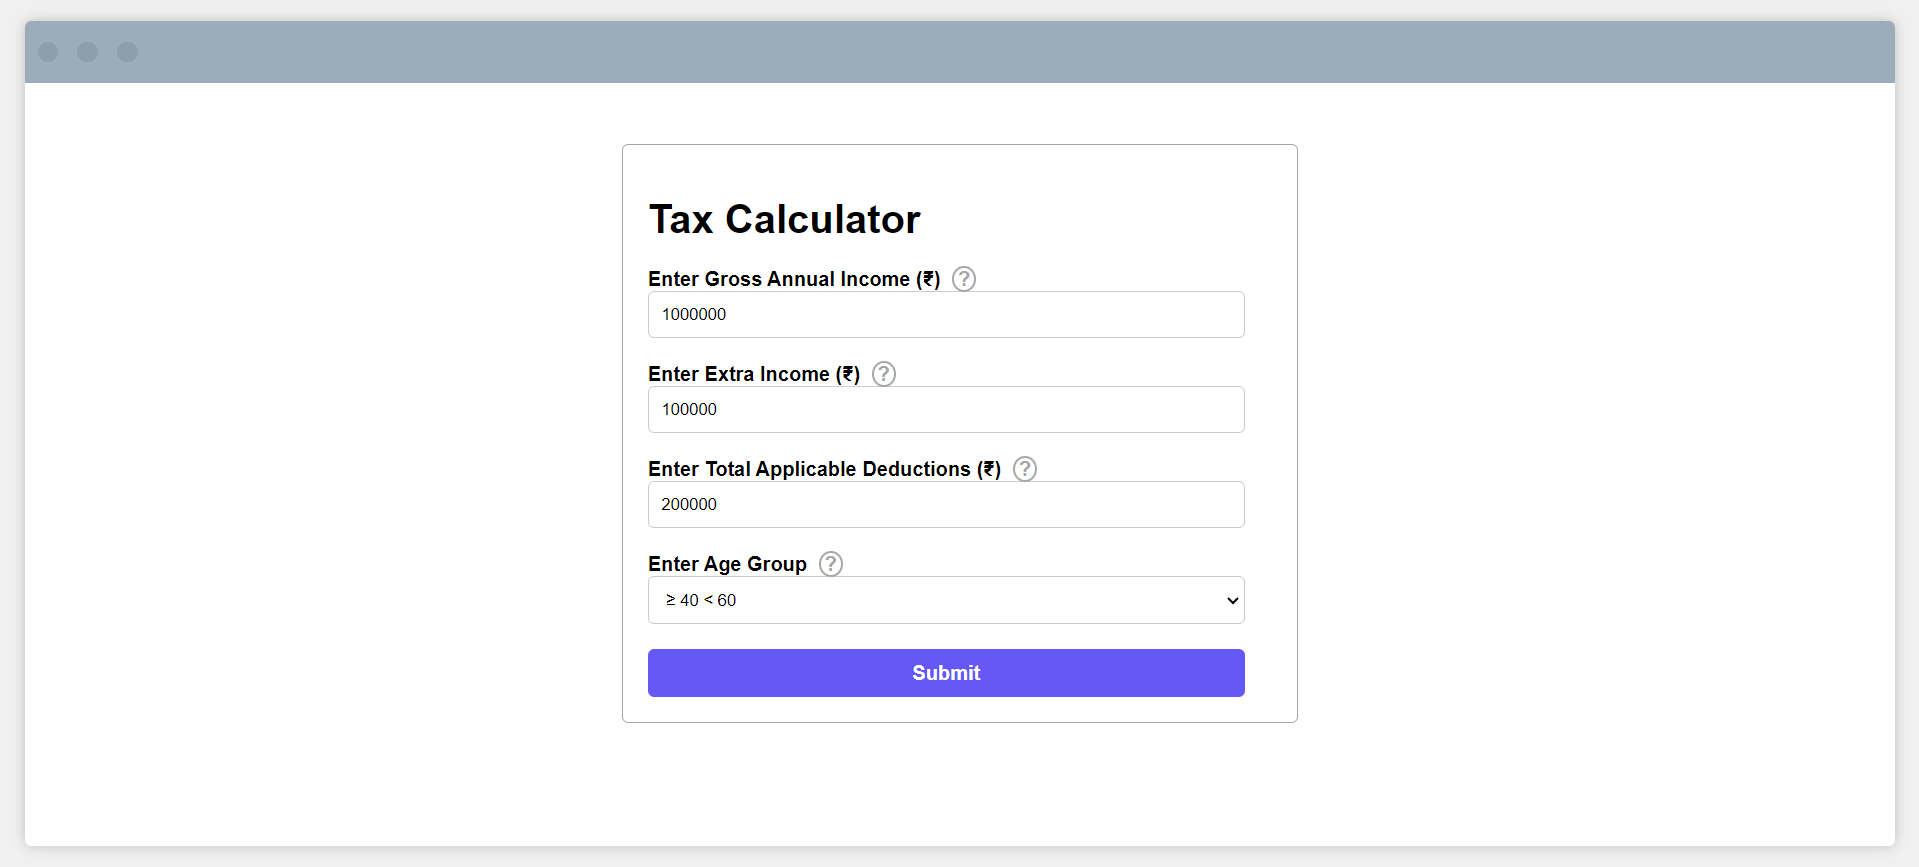 Tax Calculator
Enter Gross Annual Income (₹) ?
1000000
Enter Extra Income (₹) ?
100000
Enter Total Applicable Deductions (₹) ?
200000
Enter Age Group ?
≥ 40 < 60
Submit